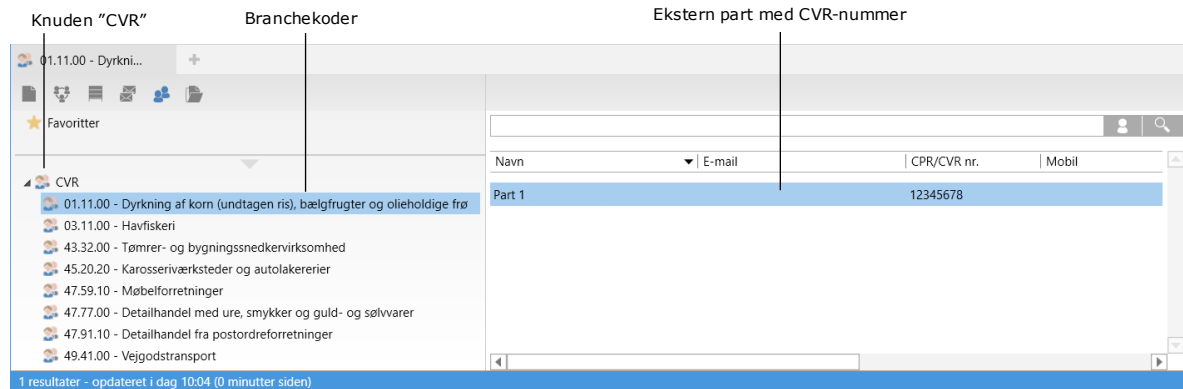 Knuden ”CVR”
Branchekoder
Ekstern part med CVR-nummer
01.11.00 - Dyrkni...
Favoritter
CVR
01.11.00 - Dyrkning af korn (undtagen ris), bælgfrugter og olieholdige frø
03.11.00 - Havfiskeri
43.32.00 - Tømrer- og bygningssnedkervirksomhed
45.20.20 - Karosseriværksteder og autolakererier
47.59.10 - Møbelforretninger
47.77.00 - Detailhandel med ure, smykker og guld- og sølvvarer
47.91.10 - Detailhandel fra postordreforretninger
49.41.00 - Vejgodstransport
Navn E-mail CPR/CVR nr. Mobil
Part 1 12345678
1 resultater - opdateret i dag 10:04 (0 minutter siden)